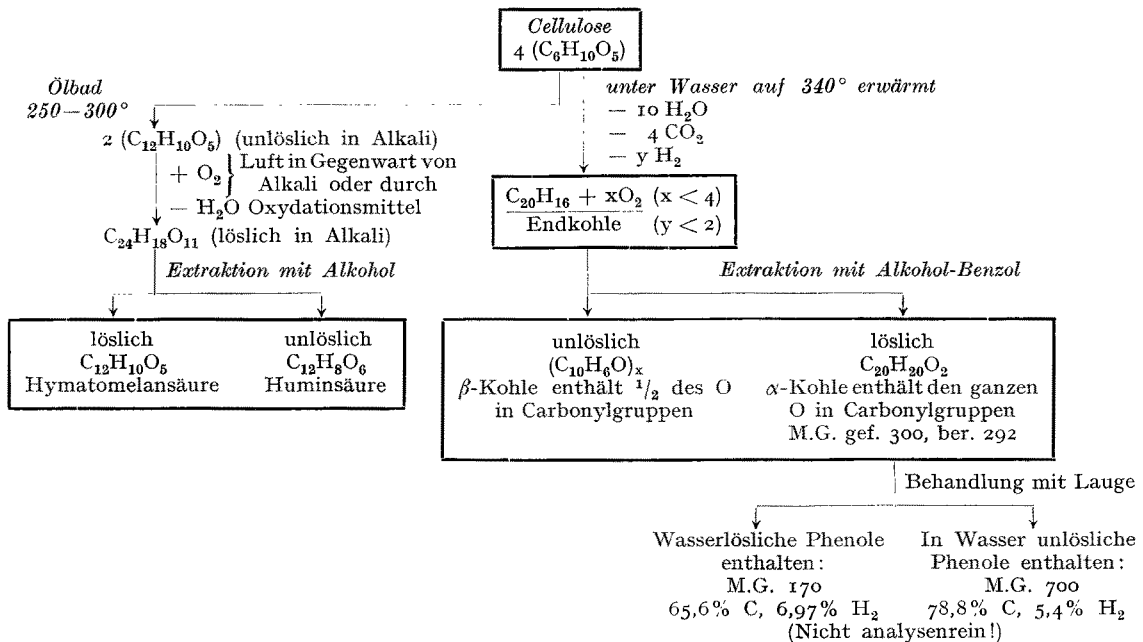 Cellulose
4 (C₆H₁₀O₅)
Ölbad
250—300°
unter Wasser auf 340° erwärmt
— 10 H₂O
— 4 CO₂
— y H₂
2 (C₁₂H₁₀O₅) (unlöslich in Alkali)
+ O₂ } Luft in Gegenwart von
Alkali oder durch
— H₂O Oxydationsmittel
C₂₄H₁₈O₁₁ (löslich in Alkali)
C₂₀H₁₆ + xO₂ (x < 4)
Endkohle (y < 2)
Extraktion mit Alkohol
Extraktion mit Alkohol-Benzol
löslich
C₁₂H₁₀O₅
Hymatomelansäure
unlöslich
C₁₂H₈O₆
Huminsäure
unlöslich
(C₁₀H₆O)ₓ
β-Kohle enthält ¹/₂ des O
in Carbonylgruppen
löslich
C₂₀H₂₀O₂
α-Kohle enthält den ganzen
O in Carbonylgruppen
M.G. gef. 300, ber. 292
Behandlung mit Lauge
Wasserlösliche Phenole
enthalten:
M.G. 170
65,6% C, 6,97% H₂
In Wasser unlösliche
Phenole enthalten:
M.G. 700
78,8% C, 5,4% H₂
(Nicht analysenrein!)